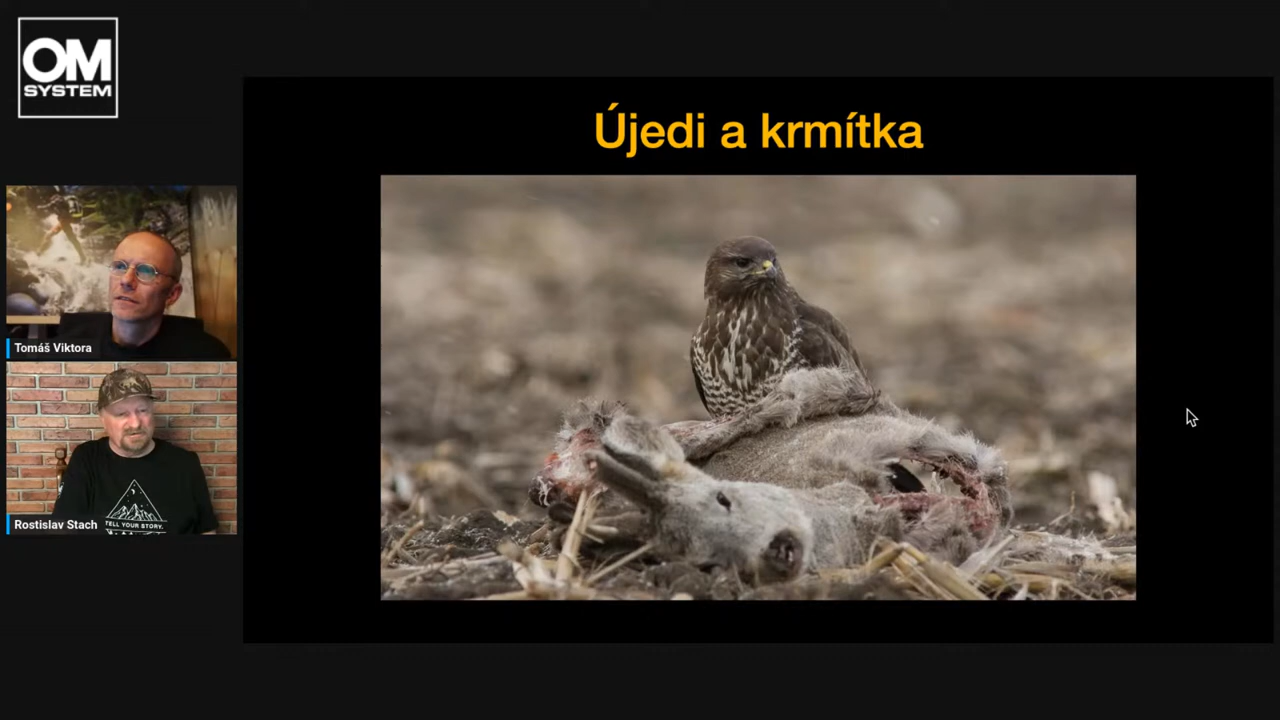 OM
SYSTEM
Újedi a krmítka
Tomáš Viktora
TELL YOUR STORY.
Rostislav Stach